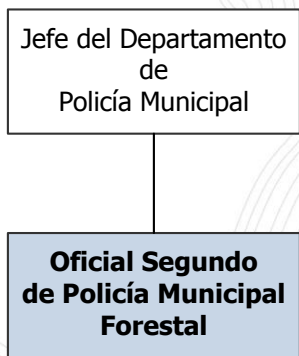 Jefe del Departamento
de
Policía Municipal
Oficial Segundo
de Policía Municipal
Forestal